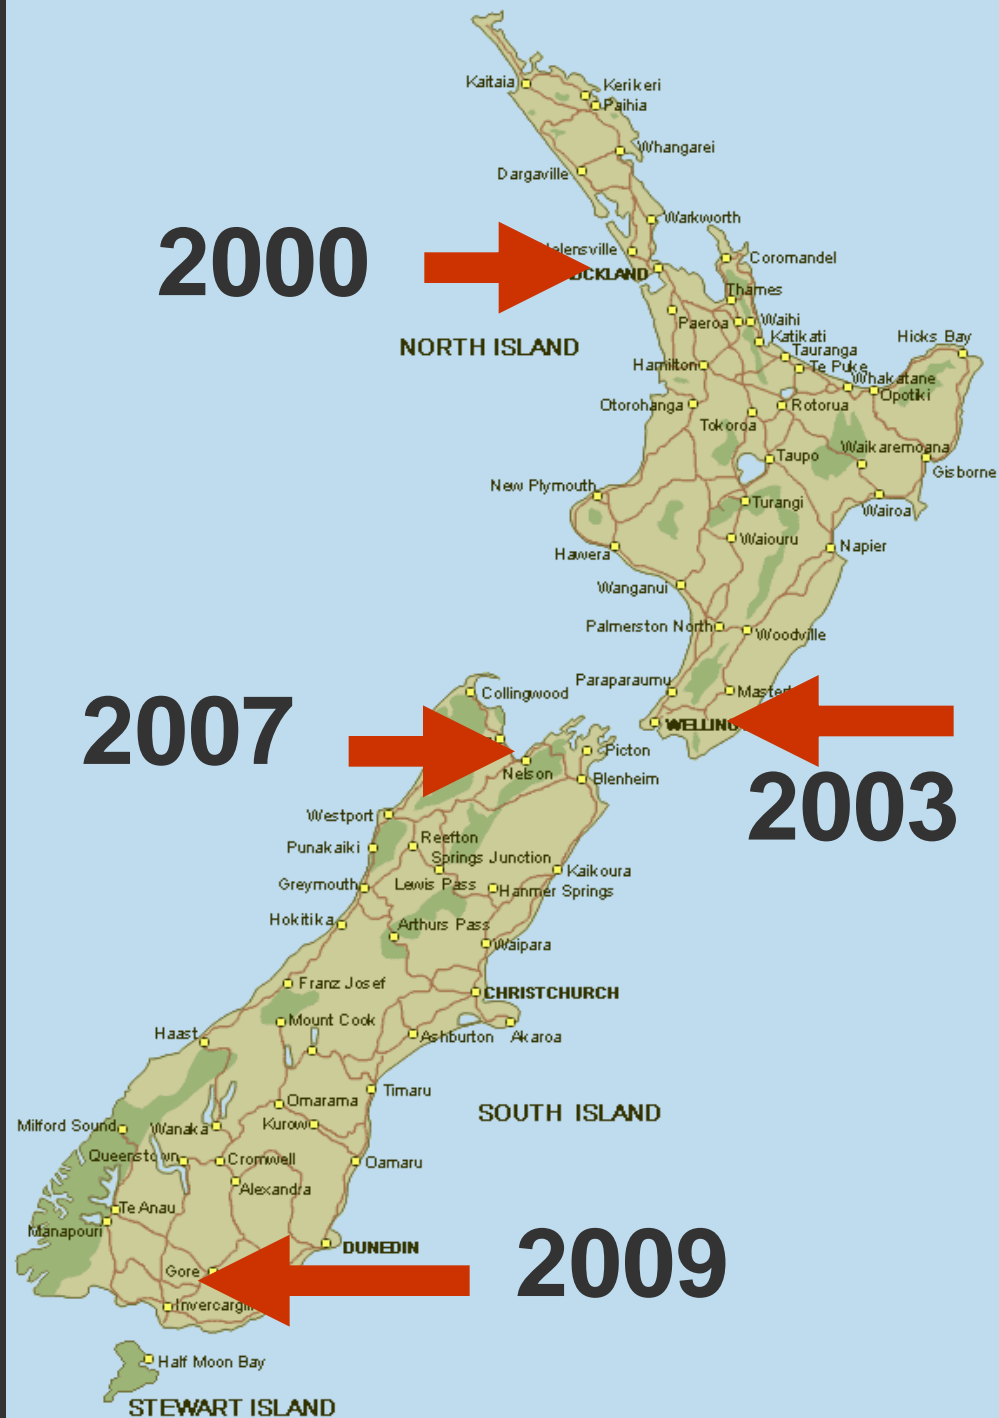 Kaitaia
Kerikeri
Paihia
Whangarei
Dargaville
Warkworth
2000
Coromandel
Thames
Paeroa
Waihi
Katikati
NORTH ISLAND
Hicks Bay
Tauranga
Hamilton
Te Puke
Whakatane
Opotiki
Otorohanga
Rotorua
Tokoroa
Waikaremoana
Taupo
Gisborne
New Plymouth
Turangi
Wairoa
Waiouru
Napier
Hawera
Wanganui
Palmerston North
Woodville
Paraparaumu
Collingwood
2007
Picton
Nelson
Blenheim
2003
Westport
Reefton
Punakaiki
Springs Junction
Kaikoura
Greymouth
Lewis Pass
Hanmer Springs
Hokitika
Arthurs Pass
Waipara
Franz Josef
CHRISTCHURCH
Mount Cook
Haast
Ashburton
Akaroa
Timaru
Omarama
SOUTH ISLAND
Milford Sound
Wanaka
Kurow
Queenstown
Cromwell
Oamaru
Alexandra
Te Anau
Manapouri
DUNEDIN
2009
Gore
Half Moon Bay
STEWART ISLAND